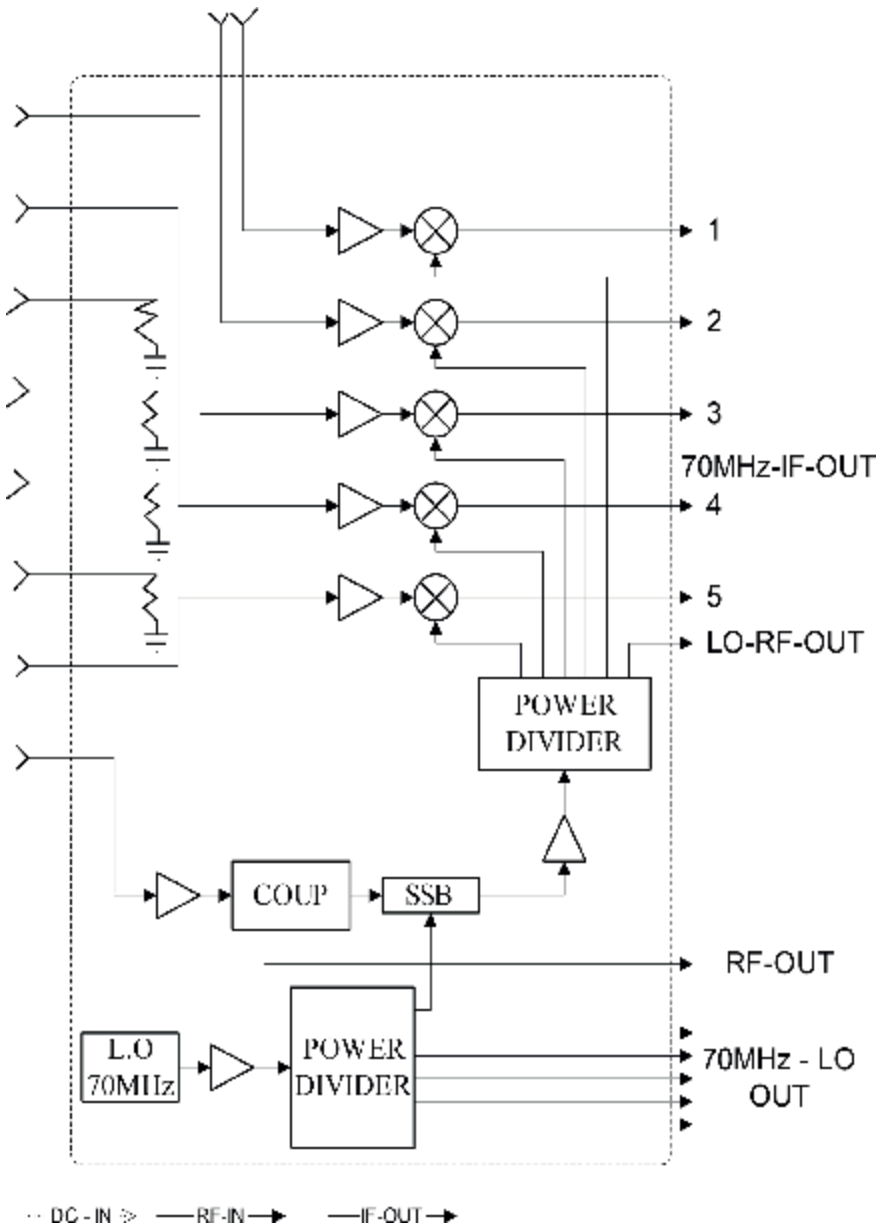 1
2
3
70MHz-IF-OUT
4
5
LO-RF-OUT
POWER
DIVIDER
COUP
SSB
RF-OUT
L.O
70MHz
POWER
DIVIDER
70MHz - LO
OUT
DC - IN
RF-IN
IF-OUT